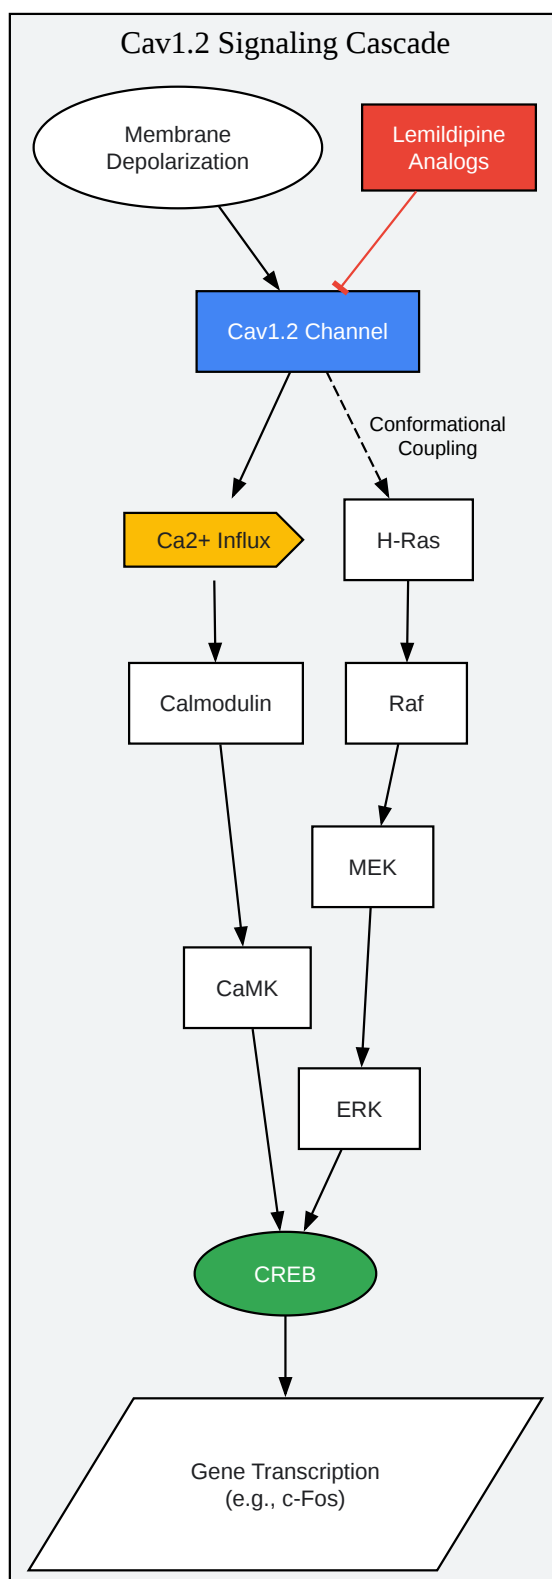 Cav1.2 Signaling Cascade
Membrane
Depolarization
Lemildipine
Analogs
Cav1.2 Channel
Conformational
Coupling
Ca2+ Influx
H-Ras
Calmodulin
Raf
MEK
CaMK
ERK
CREB
Gene Transcription
(e.g., c-Fos)